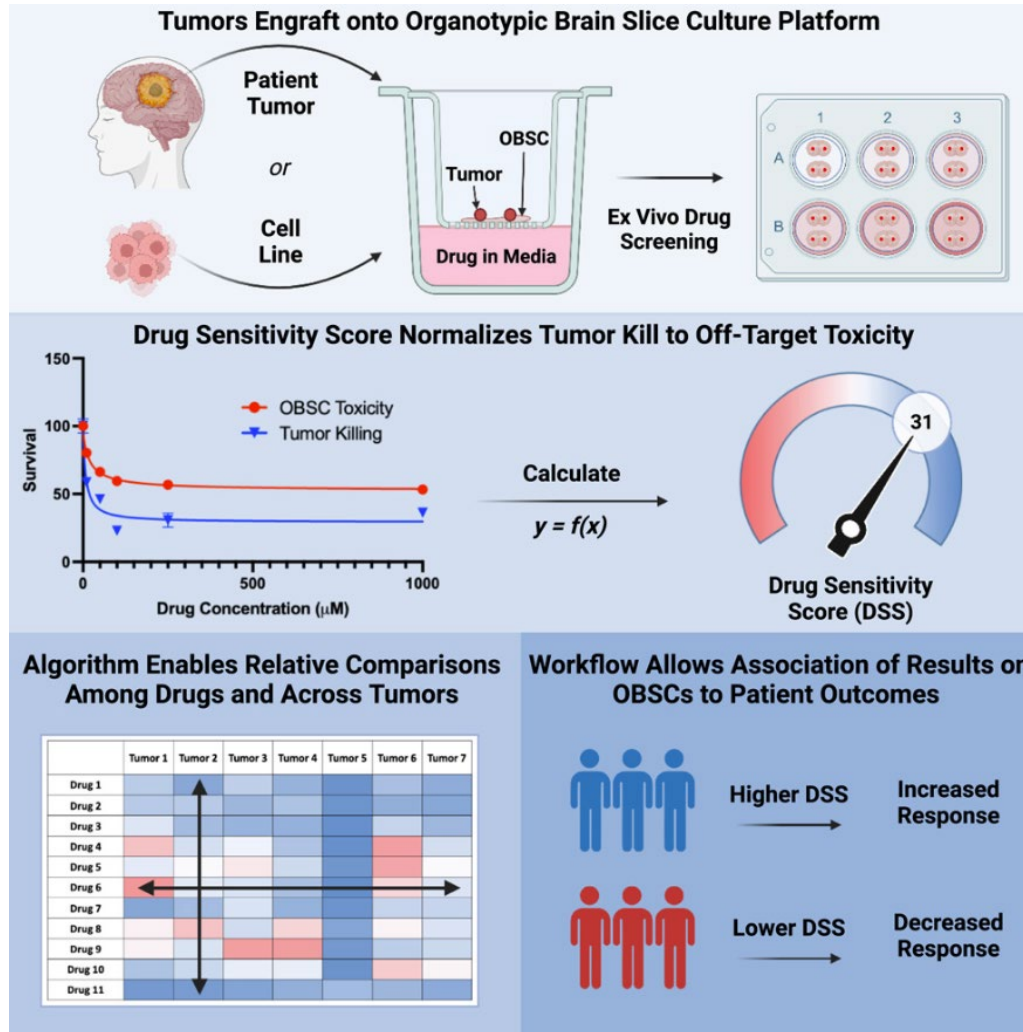 Tumors Engraft onto Organotypic Brain Slice Culture Platform
Patient
Tumor
or
Cell
Line
OBSC
Tumor
Drug in Media
Ex Vivo Drug
Screening
1 2 3
A
B
Drug Sensitivity Score Normalizes Tumor Kill to Off-Target Toxicity
150
100
50
0
Survival
OBSC Toxicity
Tumor Killing
0 500 1000
Drug Concentration (μM)
Calculate
y = f(x)
31
Drug Sensitivity
Score (DSS)
Algorithm Enables Relative Comparisons
Among Drugs and Across Tumors
Tumor 1 Tumor 2 Tumor 3 Tumor 4 Tumor 5 Tumor 6 Tumor 7
Drug 1
Drug 2
Drug 3
Drug 4
Drug 5
Drug 6
Drug 7
Drug 8
Drug 9
Drug 10
Drug 11
Workflow Allows Association of Results on
OBSCs to Patient Outcomes
Higher DSS
Increased
Response
Lower DSS
Decreased
Response